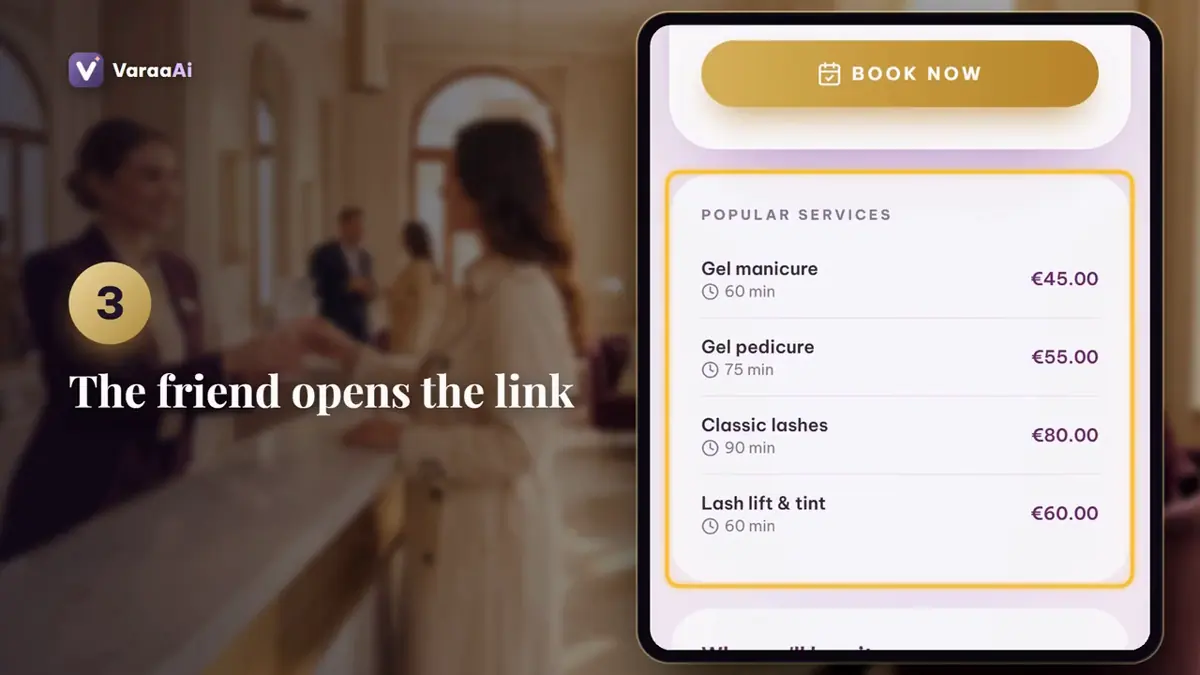 VaraaAi
3
The friend opens the link
BOOK NOW
POPULAR SERVICES
Gel manicure
60 min
€45.00
Gel pedicure
75 min
€55.00
Classic lashes
90 min
€80.00
Lash lift & tint
60 min
€60.00